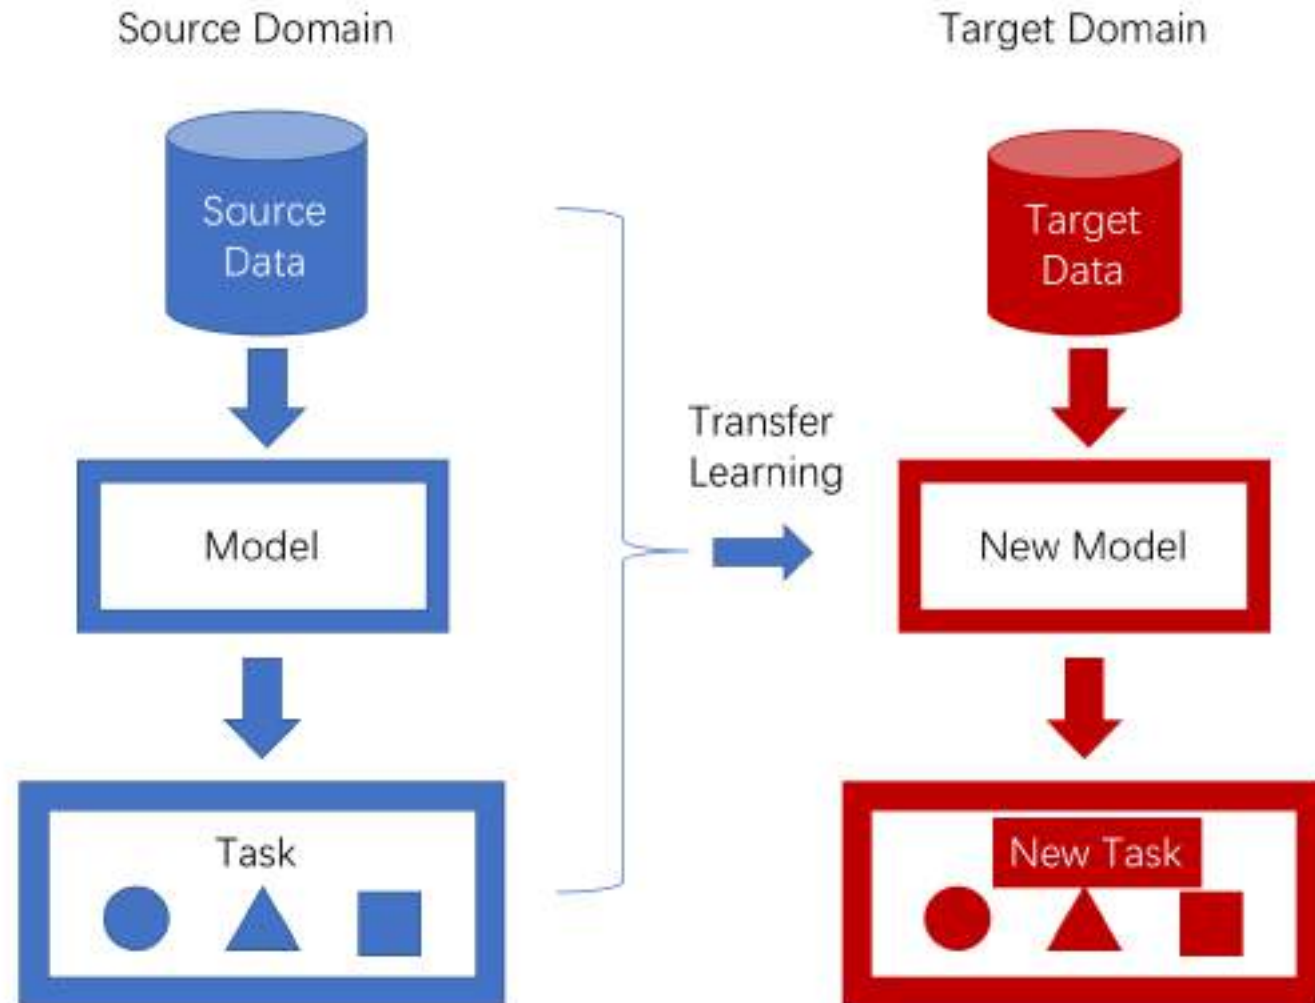 Source Domain
Target Domain
Source
Data
Target
Data
Transfer
Learning
Model
New Model
Task
New Task